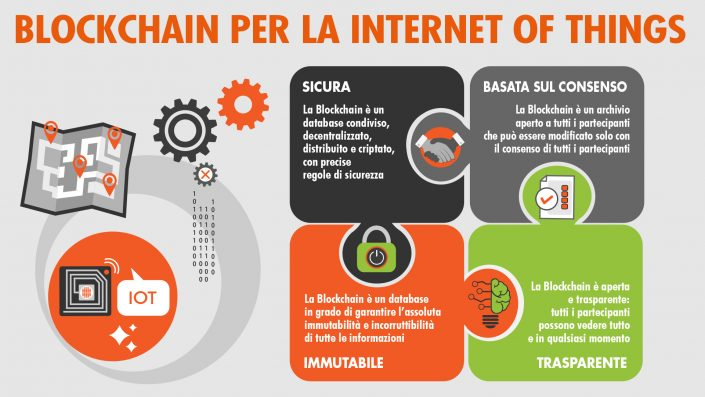 BLOCKCHAIN PER LA INTERNET OF THINGS
SICURA
La Blockchain è un
database condiviso,
decentralizzato,
distribuito e criptato,
con precise
regole di sicurezza
BASATA SUL CONSENSO
La Blockchain è un archivio
aperto a tutti i partecipanti
che può essere modificato solo con
il consenso di tutti i partecipanti
IOT
La Blockchain è un database
in grado di garantire l'assoluta
immutabilità e incorruttibilità
di tutte le informazioni
IMMUTABILE
La Blockchain è aperta
e trasparente:
tutti i partecipanti
possono vedere tutto
e in qualsiasi momento
TRASPARENTE